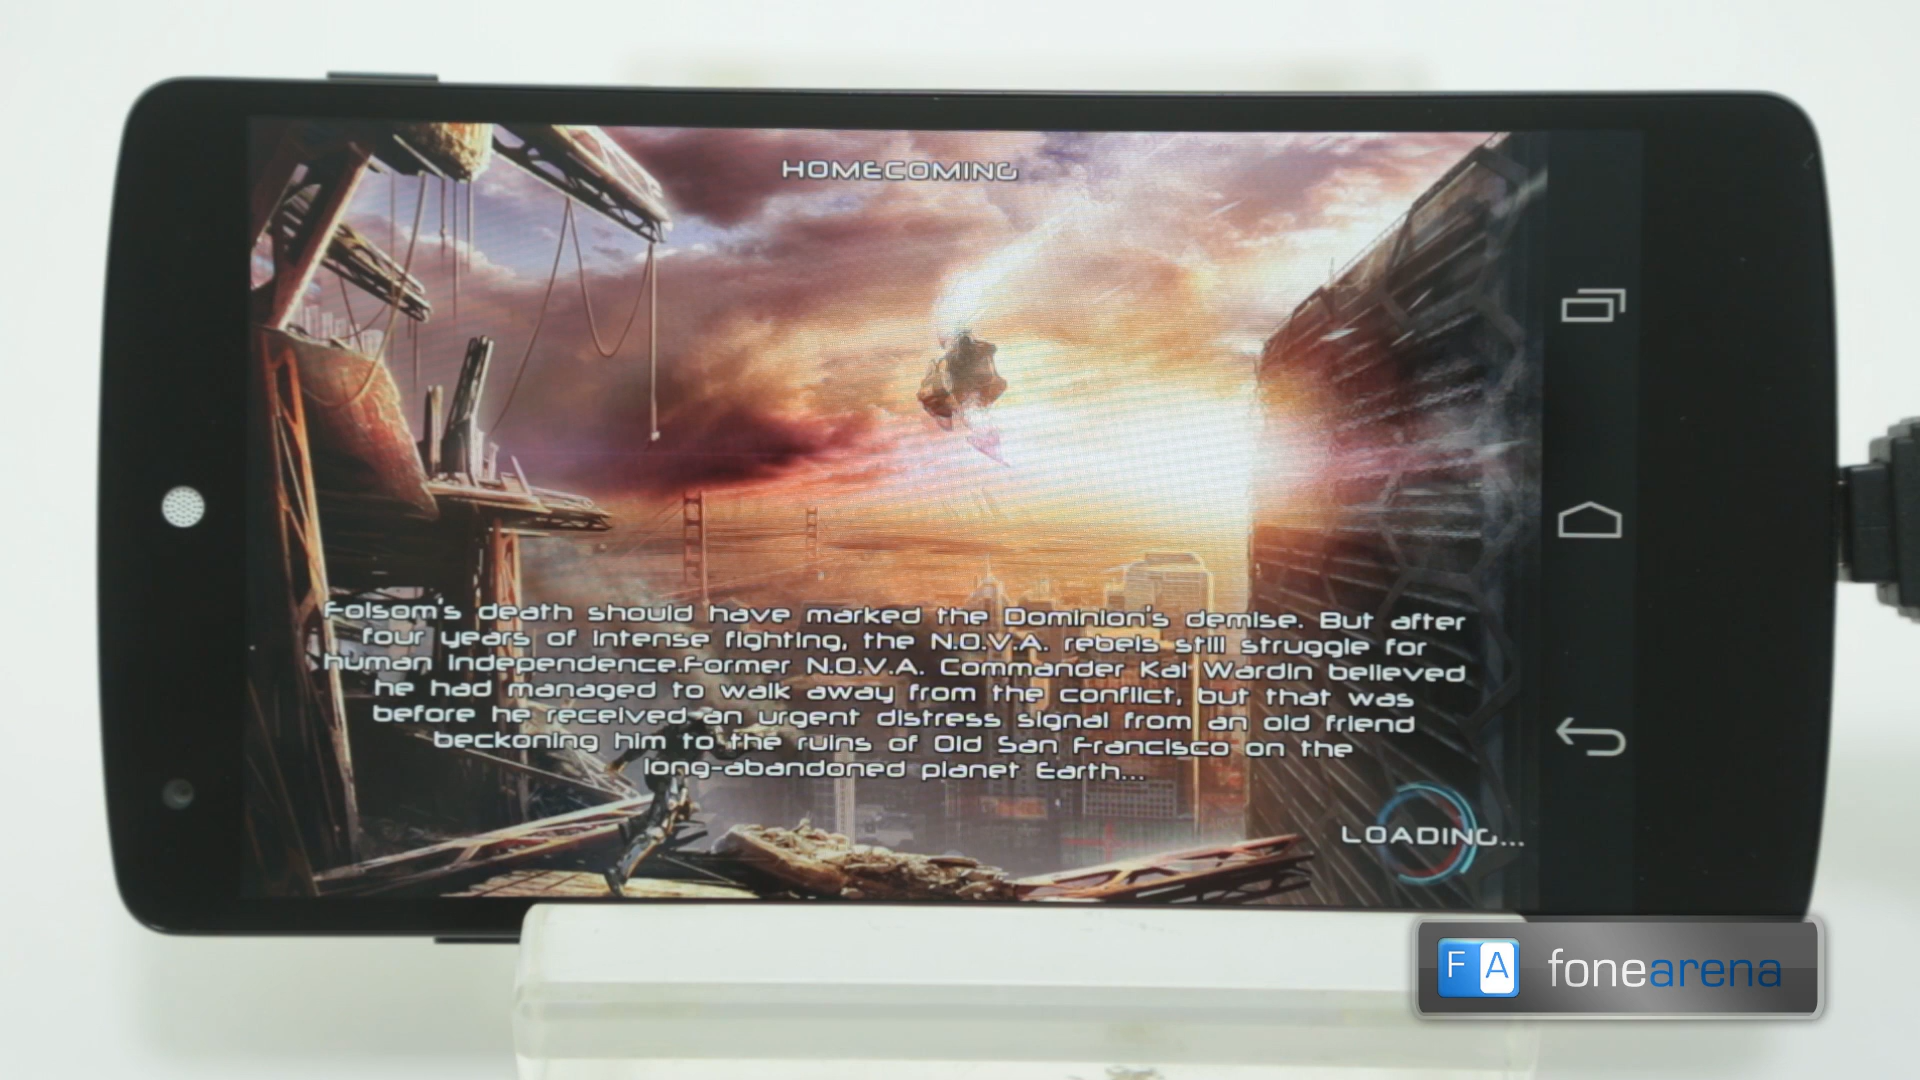 HOMECOMING
Folsom's death should have marked the Dominion's demise. But after
four years of intense fighting, the N.O.V.A. rebels still struggle for
human independence.Former N.O.V.A. Commander Kal Wardin believed
he had managed to walk away from the conflict, but that was
before he received an urgent distress signal from an old friend
beckoning him to the ruins of Old San Francisco on the
long-abandoned planet Earth...
LOADING...
FA fonearena